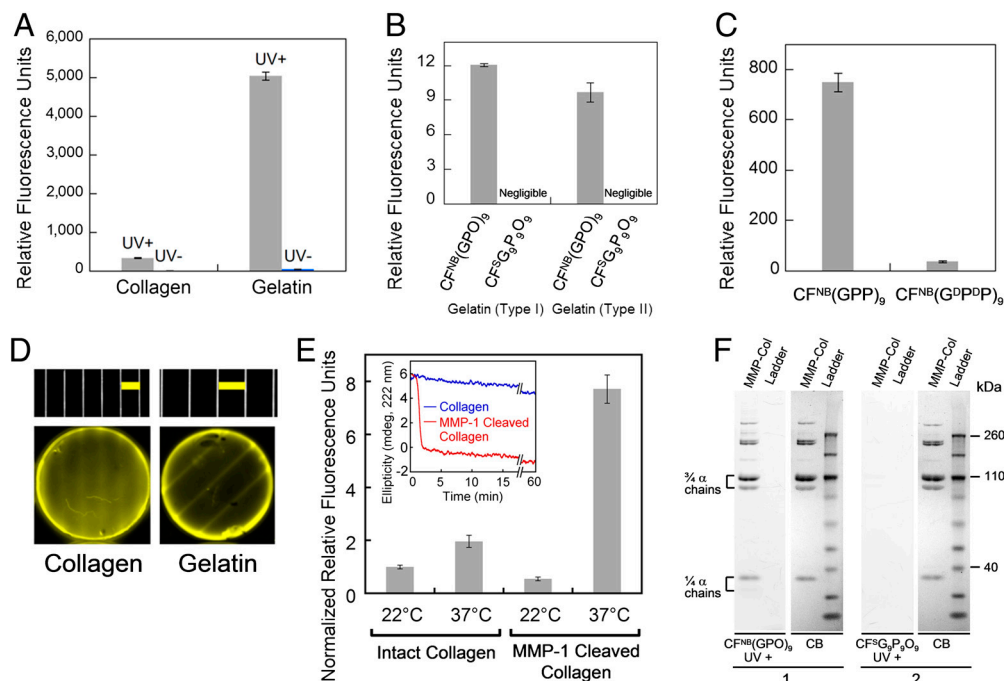 A
Relative Fluorescence Units
6,000
5,000
4,000
3,000
2,000
1,000
0
UV+
UV-
UV+
UV-
Collagen
Gelatin
B
Relative Fluorescence Units
12
9
6
3
0
Negligible
Negligible
CF^NB(GPO)₉
CF^SG₉P₉O₉
CF^NB(GPO)₉
CF^SG₉P₉O₉
Gelatin (Type I)
Gelatin (Type II)
C
Relative Fluorescence Units
800
600
400
200
0
CF^NB(GPP)₉
CF^NB(G^DP^DP)₉
D
Collagen
Gelatin
E
Normalized Relative Fluorescence Units
8
6
4
2
0
Ellipticity (mdeg, 222 nm)
6
4
2
0
-2
Collagen
MMP-1 Cleaved
Collagen
0
5
10
15
60
Time (min)
22°C
37°C
22°C
37°C
Intact Collagen
MMP-1 Cleaved
Collagen
F
MMP-Col
Ladder
MMP-Col
Ladder
MMP-Col
Ladder
MMP-Col
Ladder
kDa
260
110
40
¾ α
chains
¼ α
chains
CF^NB(GPO)₉
UV +
CB
CF^SG₉P₉O₉
UV +
CB
1
2